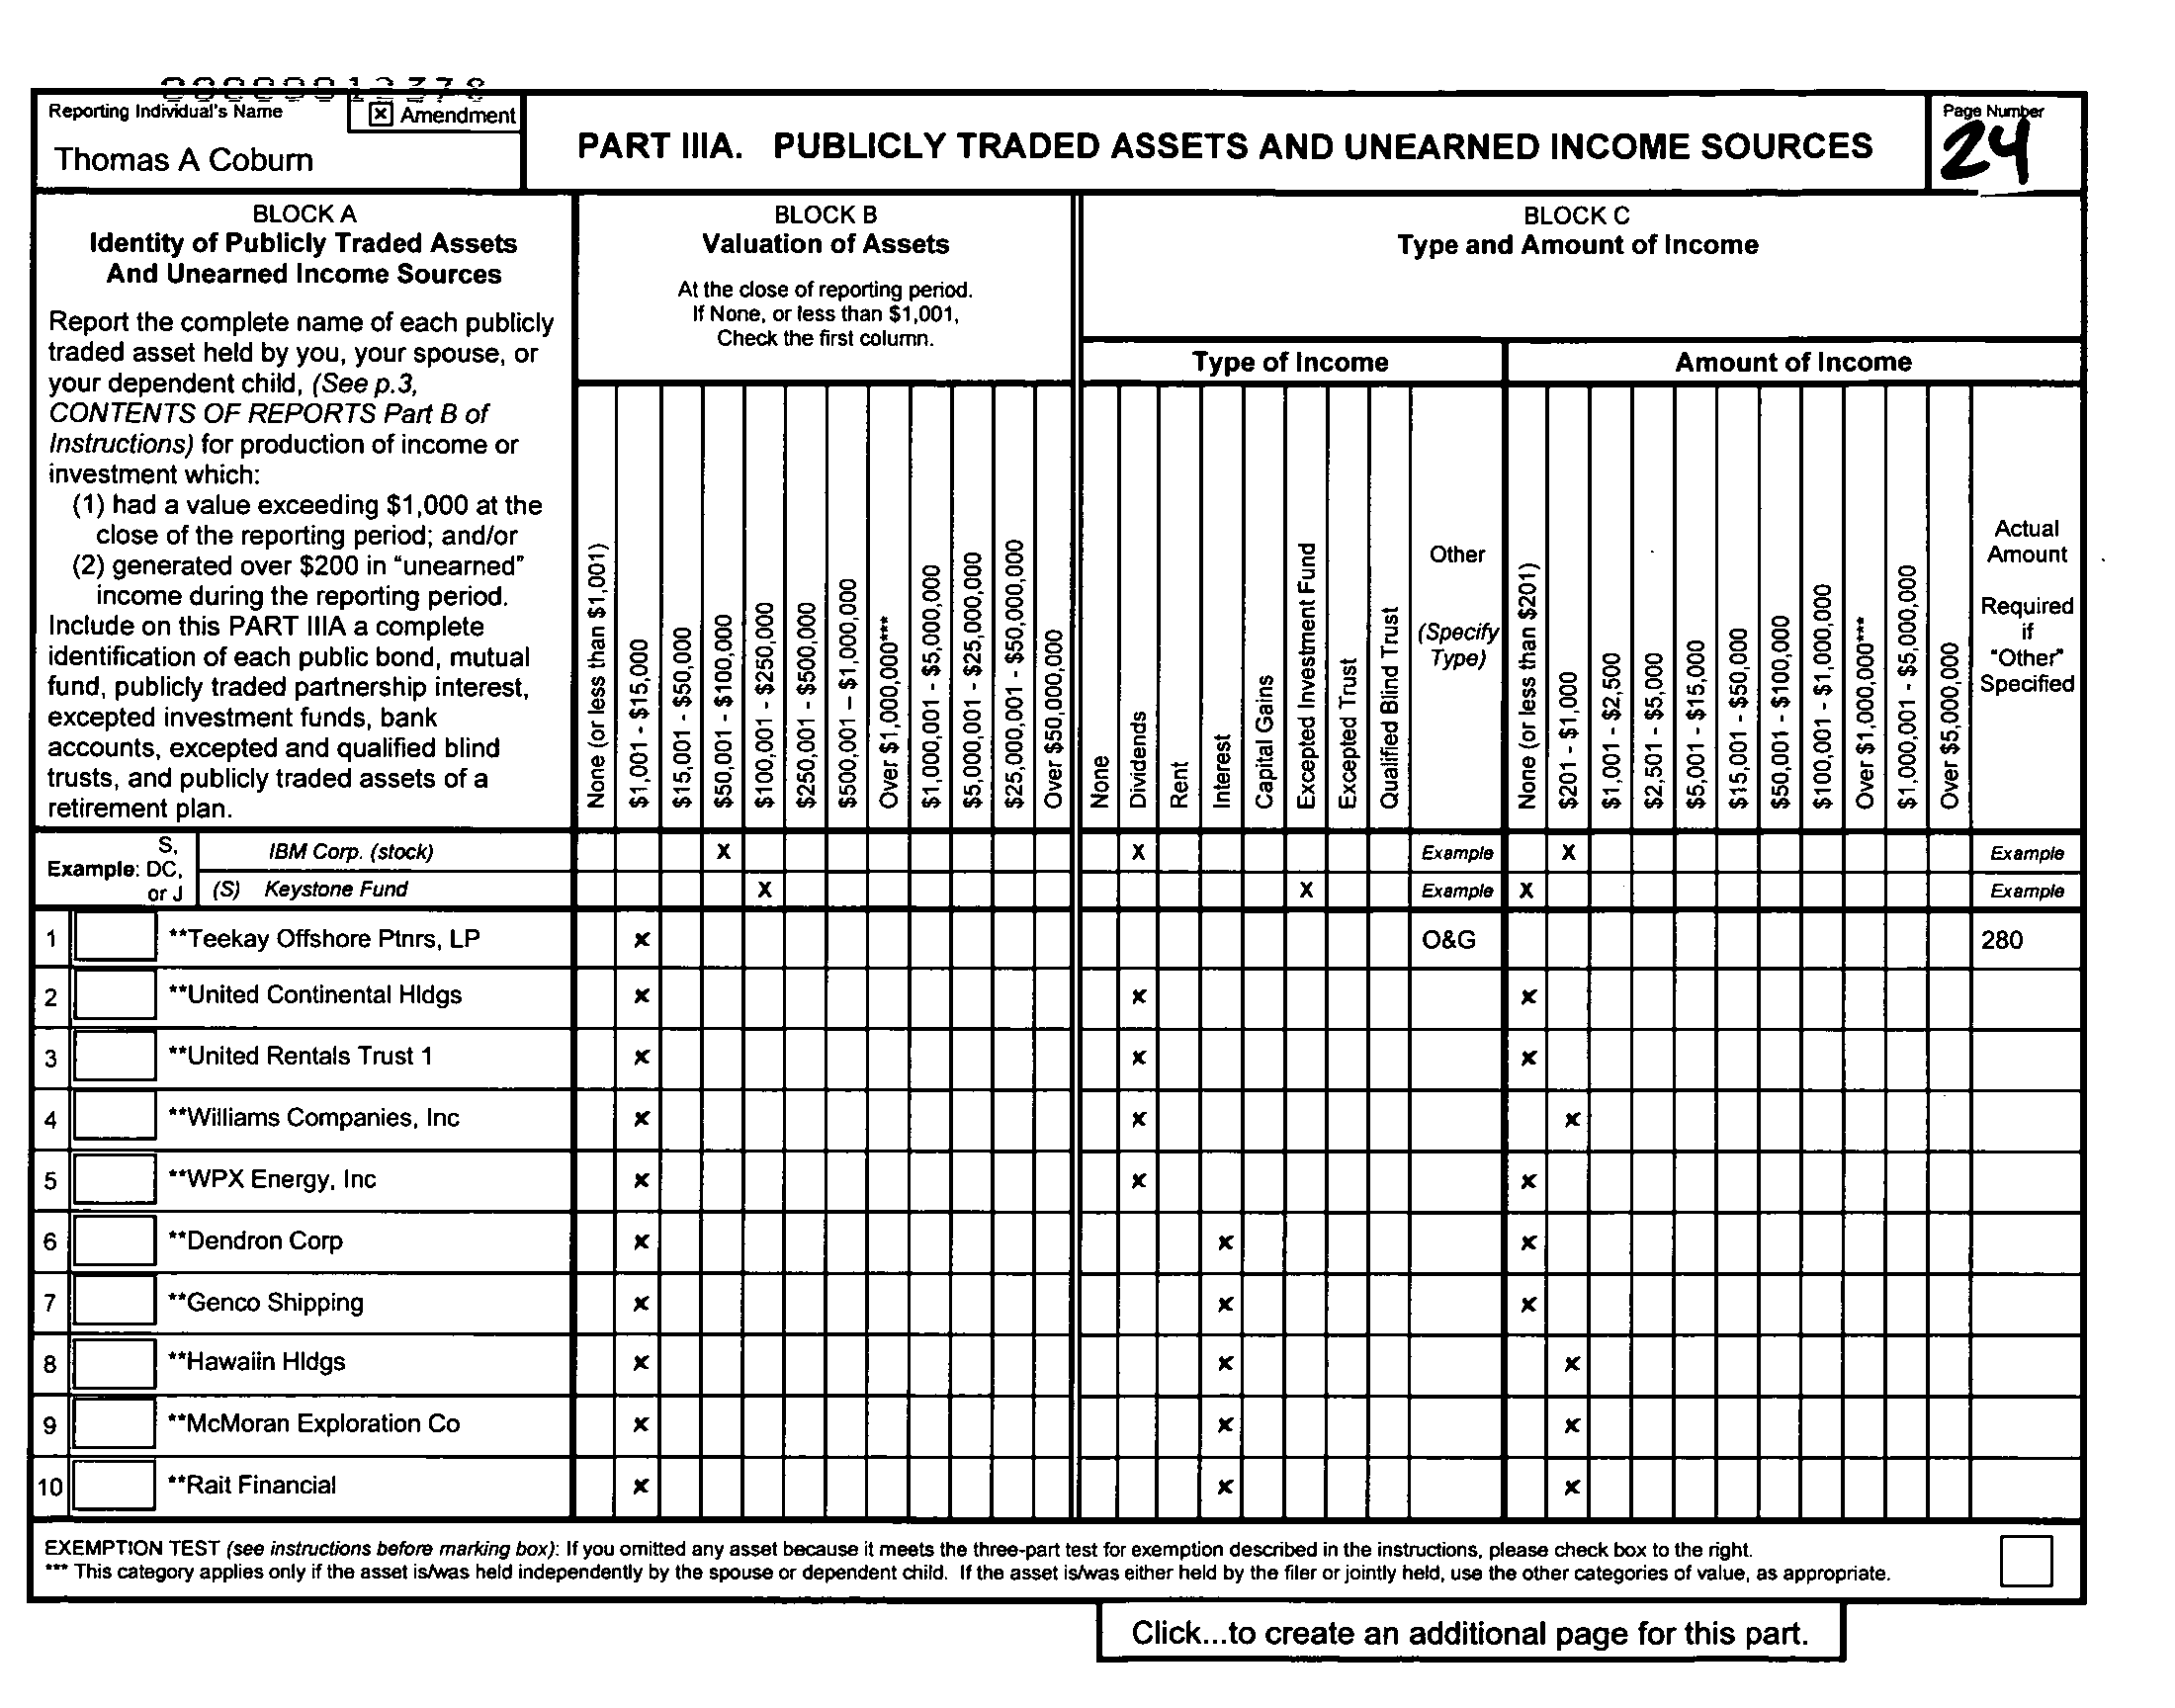 000000012378
Reporting Individual's Name
[x] Amendment
Thomas A Coburn
PART IIIA. PUBLICLY TRADED ASSETS AND UNEARNED INCOME SOURCES
Page Number
24
BLOCK A
Identity of Publicly Traded Assets
And Unearned Income Sources
Report the complete name of each publicly
traded asset held by you, your spouse, or
your dependent child, (See p.3,
CONTENTS OF REPORTS Part B of
Instructions) for production of income or
investment which:
(1) had a value exceeding $1,000 at the
close of the reporting period; and/or
(2) generated over $200 in "unearned"
income during the reporting period.
Include on this PART IIIA a complete
identification of each public bond, mutual
fund, publicly traded partnership interest,
excepted investment funds, bank
accounts, excepted and qualified blind
trusts, and publicly traded assets of a
retirement plan.
BLOCK B
Valuation of Assets
At the close of reporting period.
If None, or less than $1,001,
Check the first column.
None (or less than $1,001)
$1,001 - $15,000
$15,001 - $50,000
$50,001 - $100,000
$100,001 - $250,000
$250,001 - $500,000
$500,001 – $1,000,000
Over $1,000,000***
$1,000,001 - $5,000,000
$5,000,001 - $25,000,000
$25,000,001 - $50,000,000
Over $50,000,000
BLOCK C
Type and Amount of Income
Type of Income
None
Dividends
Rent
Interest
Capital Gains
Excepted Investment Fund
Excepted Trust
Qualified Blind Trust
Other
(Specify
Type)
Amount of Income
None (or less than $201)
$201 - $1,000
$1,001 - $2,500
$2,501 - $5,000
$5,001 - $15,000
$15,001 - $50,000
$50,001 - $100,000
$100,001 - $1,000,000
Over $1,000,000***
$1,000,001 - $5,000,000
Over $5,000,000
Actual
Amount
Required
if
"Other"
Specified
Example: S, DC, or J
IBM Corp. (stock) X X Example X Example
(S) Keystone Fund X X Example X Example
1 **Teekay Offshore Ptnrs, LP x O&G 280
2 **United Continental Hldgs x x x
3 **United Rentals Trust 1 x x x
4 **Williams Companies, Inc x x x
5 **WPX Energy, Inc x x x
6 **Dendron Corp x x x
7 **Genco Shipping x x x
8 **Hawaiin Hldgs x x x
9 **McMoran Exploration Co x x x
10 **Rait Financial x x x
EXEMPTION TEST (see instructions before marking box): If you omitted any asset because it meets the three-part test for exemption described in the instructions, please check box to the right.
*** This category applies only if the asset is/was held independently by the spouse or dependent child. If the asset is/was either held by the filer or jointly held, use the other categories of value, as appropriate.
Click...to create an additional page for this part.